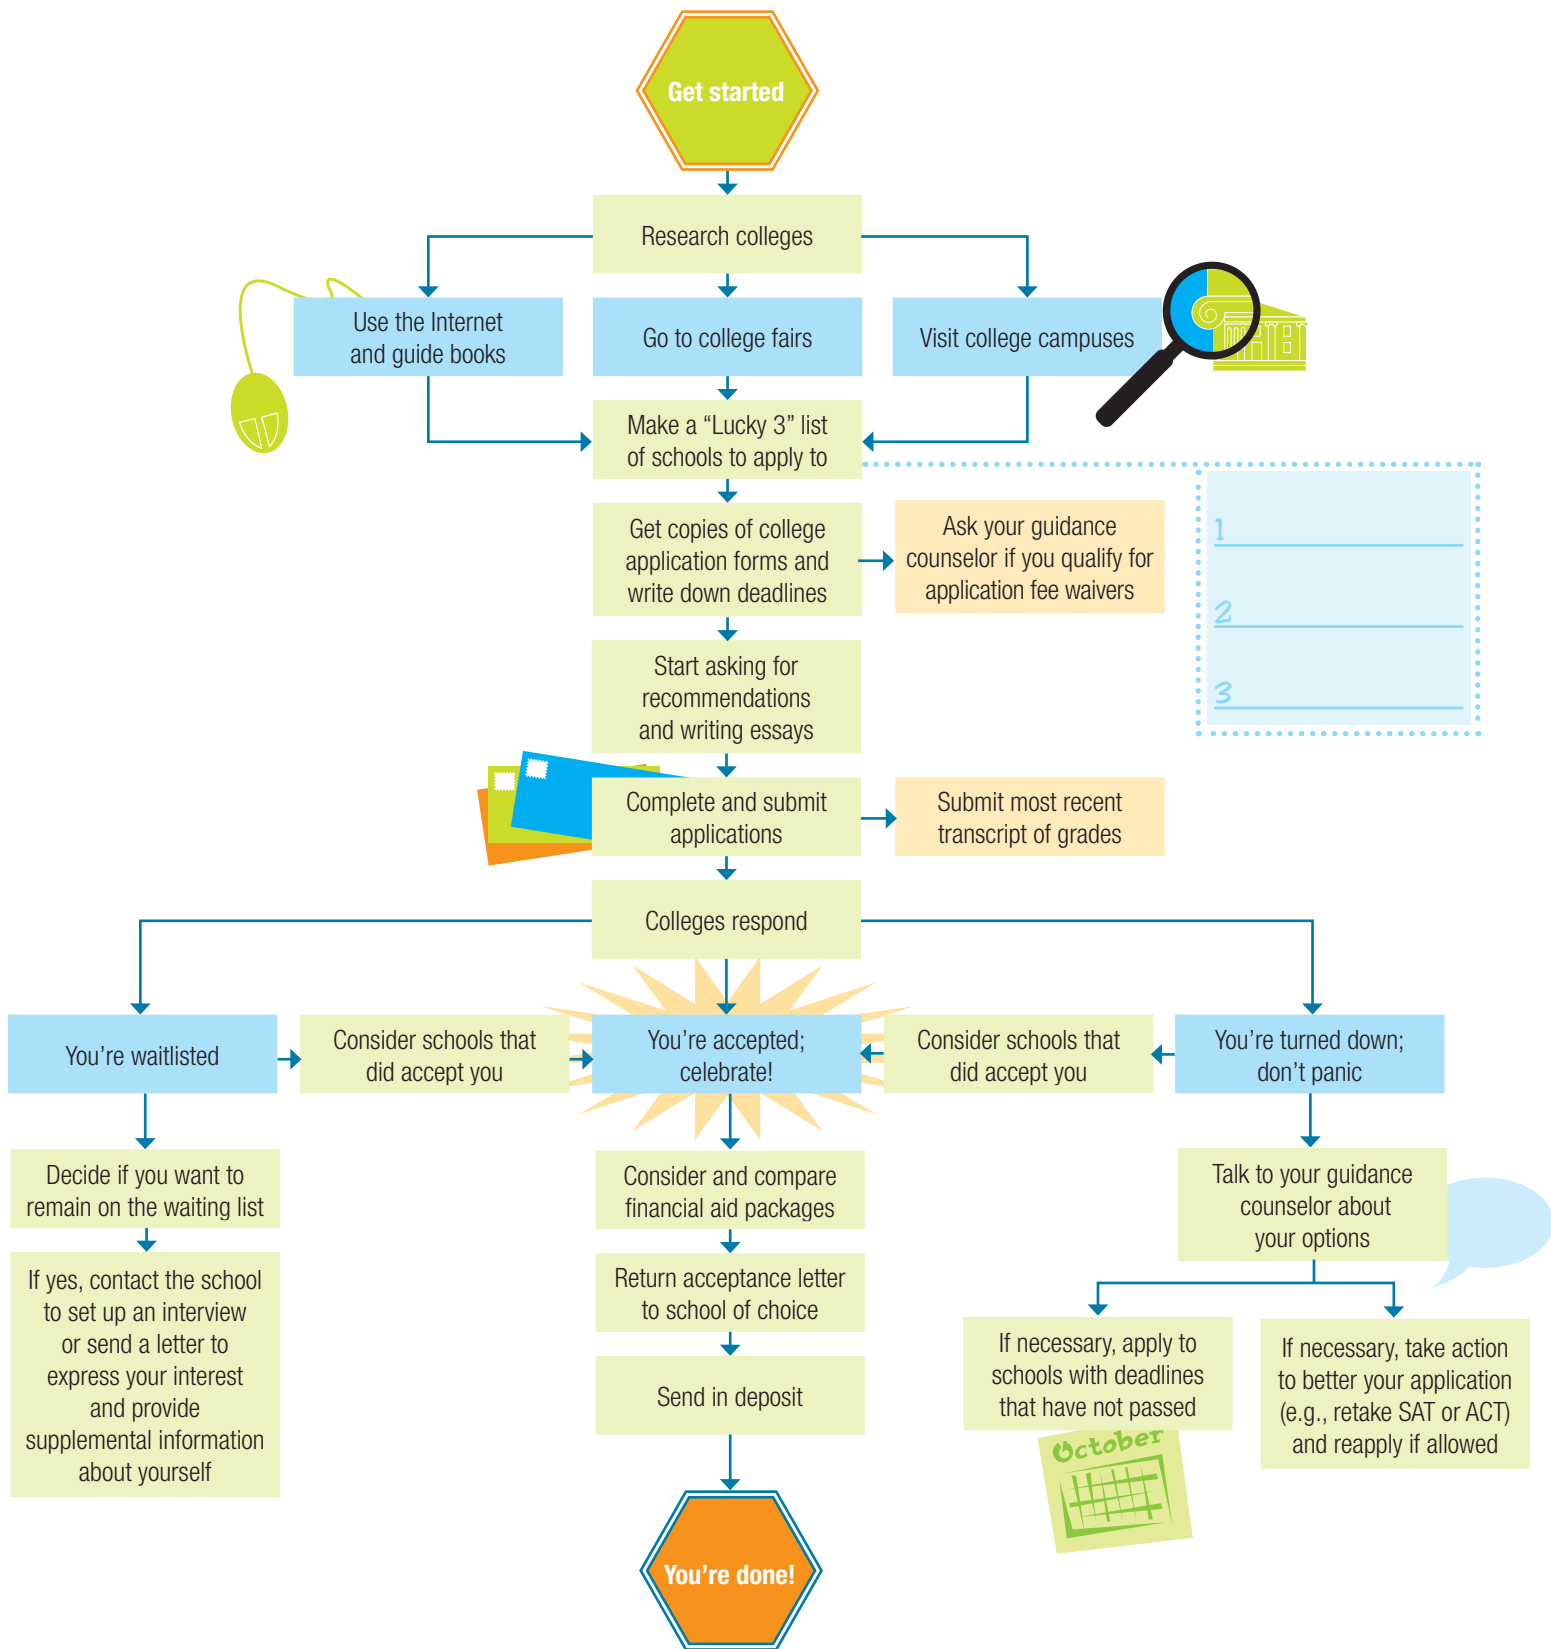 Get started
Research colleges
Use the Internet
and guide books
Go to college fairs
Visit college campuses
Make a “Lucky 3” list
of schools to apply to
Get copies of college
application forms and
write down deadlines
Ask your guidance
counselor if you qualify for
application fee waivers
1
2
3
Start asking for
recommendations
and writing essays
Complete and submit
applications
Submit most recent
transcript of grades
Colleges respond
You’re waitlisted
Consider schools that
did accept you
You’re accepted;
celebrate!
Consider schools that
did accept you
You’re turned down;
don’t panic
Decide if you want to
remain on the waiting list
If yes, contact the school
to set up an interview
or send a letter to
express your interest
and provide
supplemental information
about yourself
Consider and compare
financial aid packages
Return acceptance letter
to school of choice
Send in deposit
Talk to your guidance
counselor about
your options
If necessary, apply to
schools with deadlines
that have not passed
October
If necessary, take action
to better your application
(e.g., retake SAT or ACT)
and reapply if allowed
You’re done!